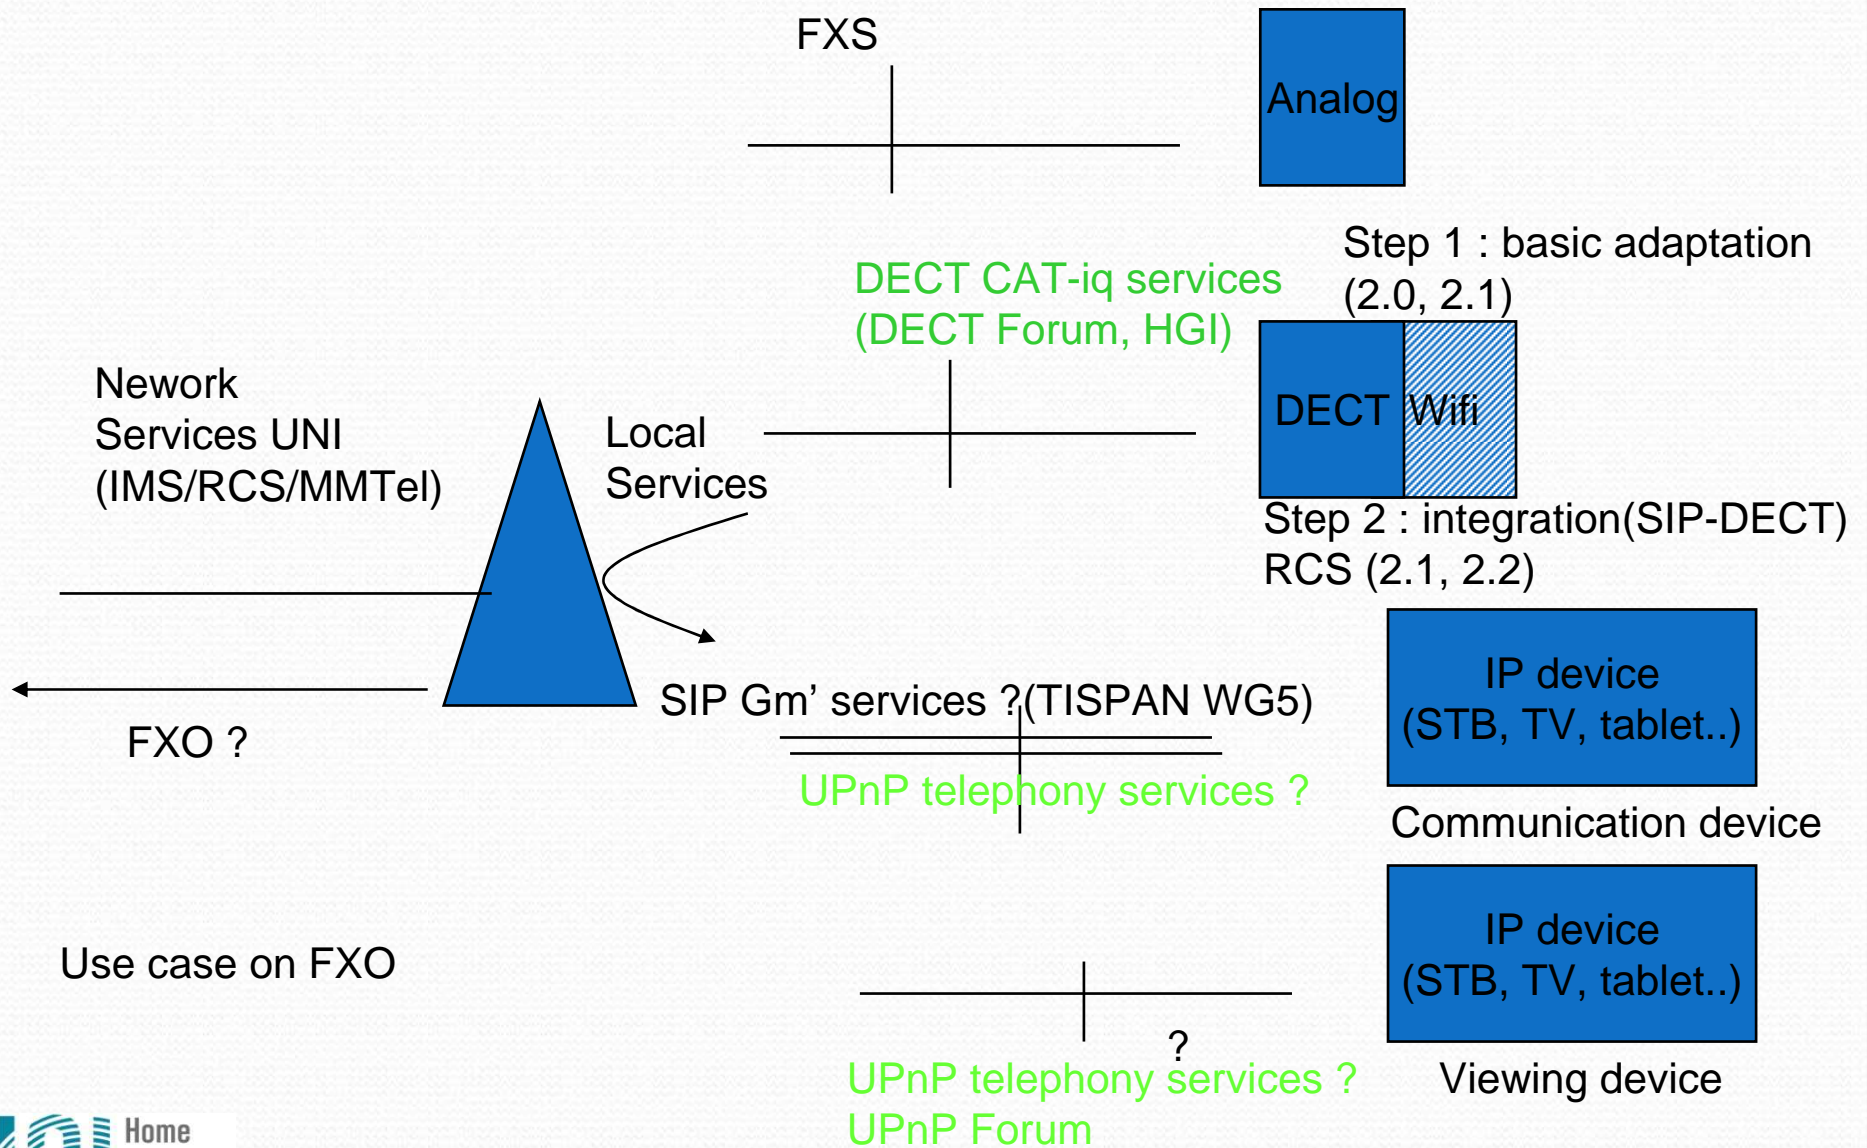 FXS
Analog
Step 1 : basic adaptation
(2.0, 2.1)
DECT CAT-iq services
(DECT Forum, HGI)
Nework
Services UNI
(IMS/RCS/MMTel)
Local
Services
DECT
Wifi
Step 2 : integration(SIP-DECT)
RCS (2.1, 2.2)
SIP Gm’ services ?(TISPAN WG5)
IP device
(STB, TV, tablet..)
FXO ?
UPnP telephony services ?
Communication device
Use case on FXO
IP device
(STB, TV, tablet..)
?
UPnP telephony services ?
UPnP Forum
Viewing device
Home